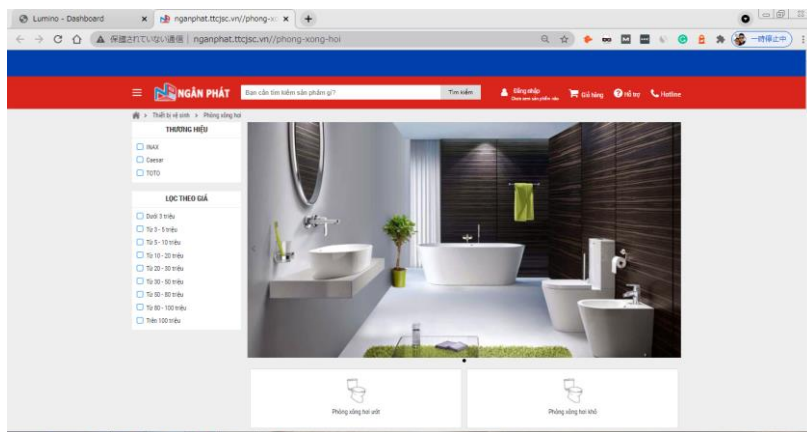 Lumino - Dashboard
nganphat.ttcjsc.vn//phong-x
保護されていない通信 | nganphat.ttcjsc.vn//phong-xong-hoi
一時停止中
NGÂN PHÁT
Bạn cần tìm kiếm sản phẩm gì?
Tìm kiếm
Đăng nhập
Giỏ hàng
Hỗ trợ
Hotline
> Thiết bị vệ sinh > Phòng xông hơi
THƯƠNG HIỆU
INAX
Caesar
TOTO
LỌC THEO GIÁ
Dưới 3 triệu
Từ 3 - 5 triệu
Từ 5 - 10 triệu
Từ 10 - 20 triệu
Từ 20 - 30 triệu
Từ 30 - 50 triệu
Từ 50 - 80 triệu
Từ 80 - 100 triệu
Trên 100 triệu
Phòng xông hơi ướt
Phòng xông hơi khô